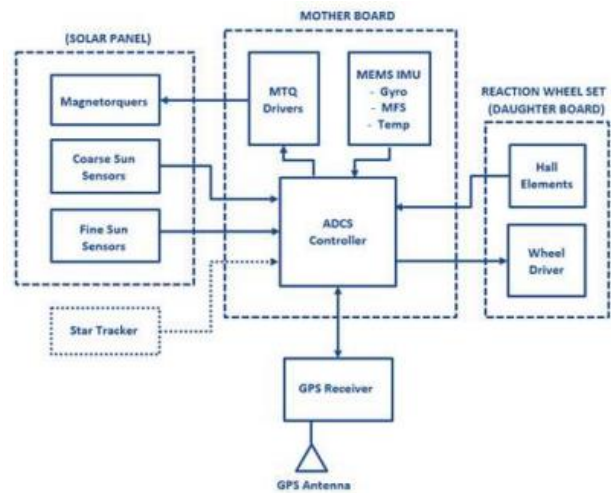 MOTHER BOARD
(SOLAR PANEL)
Magnetorquers
Coarse Sun
Sensors
Fine Sun
Sensors
Star Tracker
MTQ
Drivers
MEMS IMU
- Gyro
- MFS
- Temp
ADCS
Controller
REACTION WHEEL SET
(DAUGHTER BOARD)
Hall
Elements
Wheel
Driver
GPS Receiver
GPS Antenna